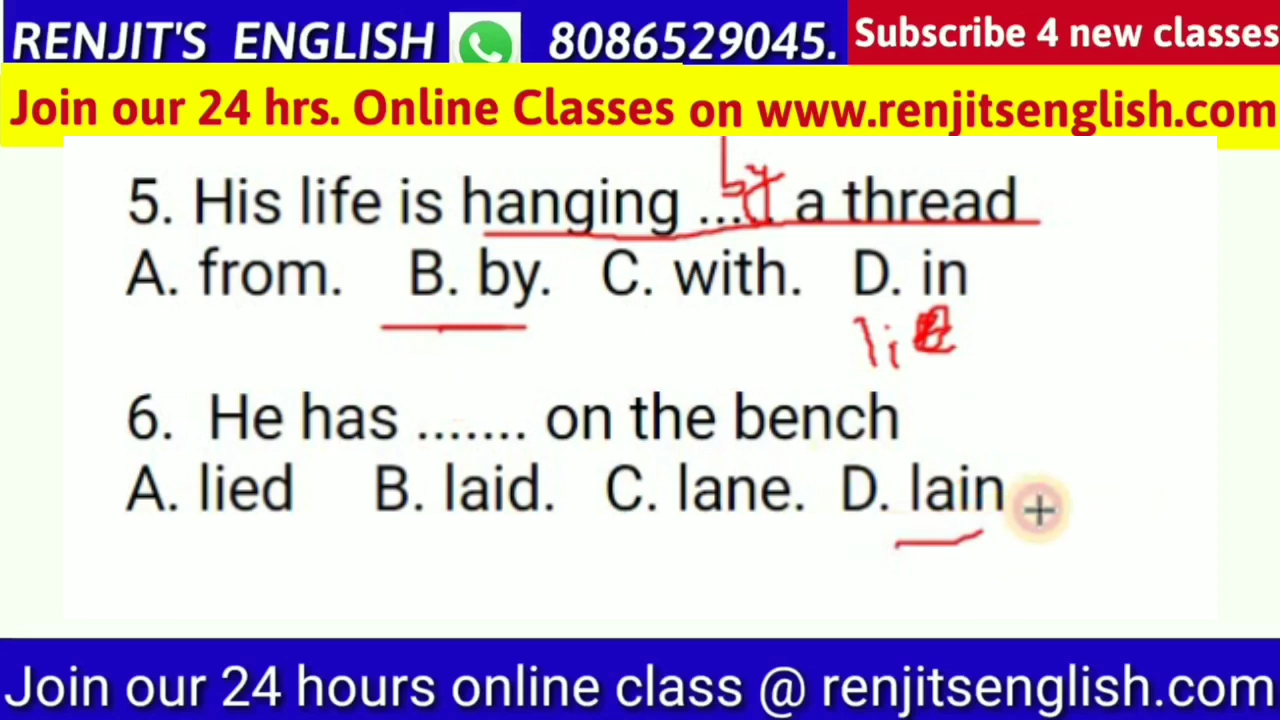 RENJIT'S ENGLISH 8086529045. Subscribe 4 new classes
Join our 24 hrs. Online Classes on www.renjitsenglish.com
by
5. His life is hanging ..... a thread
A. from. B. by. C. with. D. in
lie
6. He has ....... on the bench
A. lied B. laid. C. lane. D. lain
Join our 24 hours online class @ renjitsenglish.com